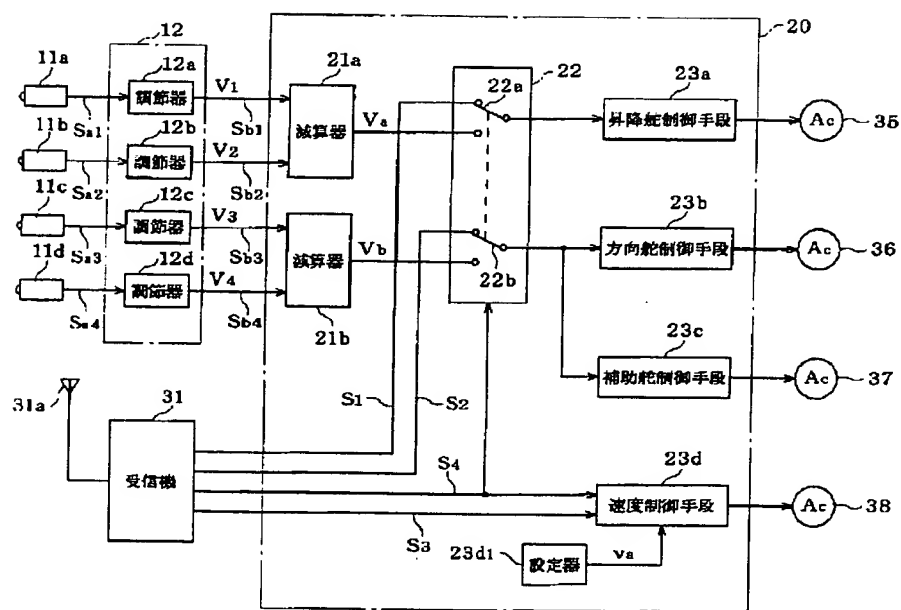 12
20
11a
12a
調節器
V1
Sa1
Sb1
21a
減算器
Va
22
22a
23a
昇降舵制御手段
Ac
35
11b
12b
調節器
V2
Sa2
Sb2
11c
12c
調節器
V3
Sa3
Sb3
減算器
Vb
21b
22b
23b
方向舵制御手段
Ac
36
11d
12d
調節器
V4
Sa4
Sb4
23c
補助舵制御手段
Ac
37
31a
31
受信機
S1
S2
S4
S3
23d
速度制御手段
Ac
38
23d1
設定器
va